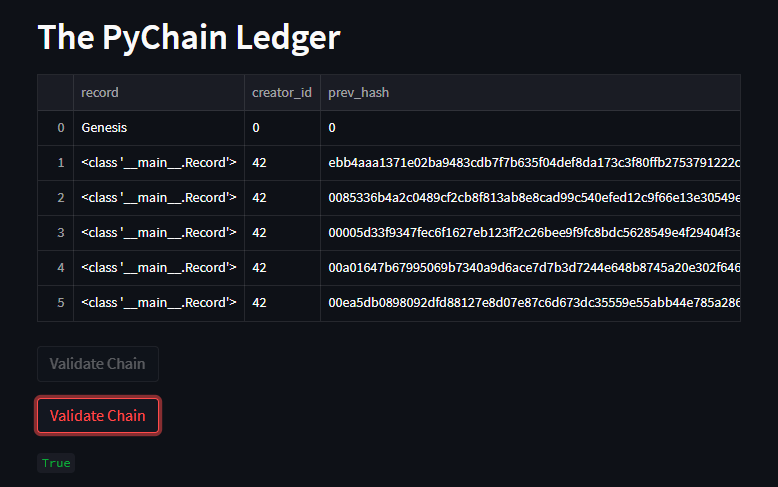 The PyChain Ledger
record creator_id prev_hash
0 Genesis 0 0
1 <class '__main__.Record'> 42 ebb4aaa1371e02ba9483cdb7f7b635f04def8da173c3f80ffb2753791222c
2 <class '__main__.Record'> 42 0085336b4a2c0489cf2cb8f813ab8e8cad99c540efed12c9f66e13e30549e
3 <class '__main__.Record'> 42 00005d33f9347fec6f1627eb123ff2c26bee9f9fc8bdc5628549e4f29404f3e
4 <class '__main__.Record'> 42 00a01647b67995069b7340a9d6ace7d7b3d7244e648b8745a20e302f646
5 <class '__main__.Record'> 42 00ea5db0898092dfd88127e8d07e87c6d673dc35559e55abb44e785a286
Validate Chain
Validate Chain
True